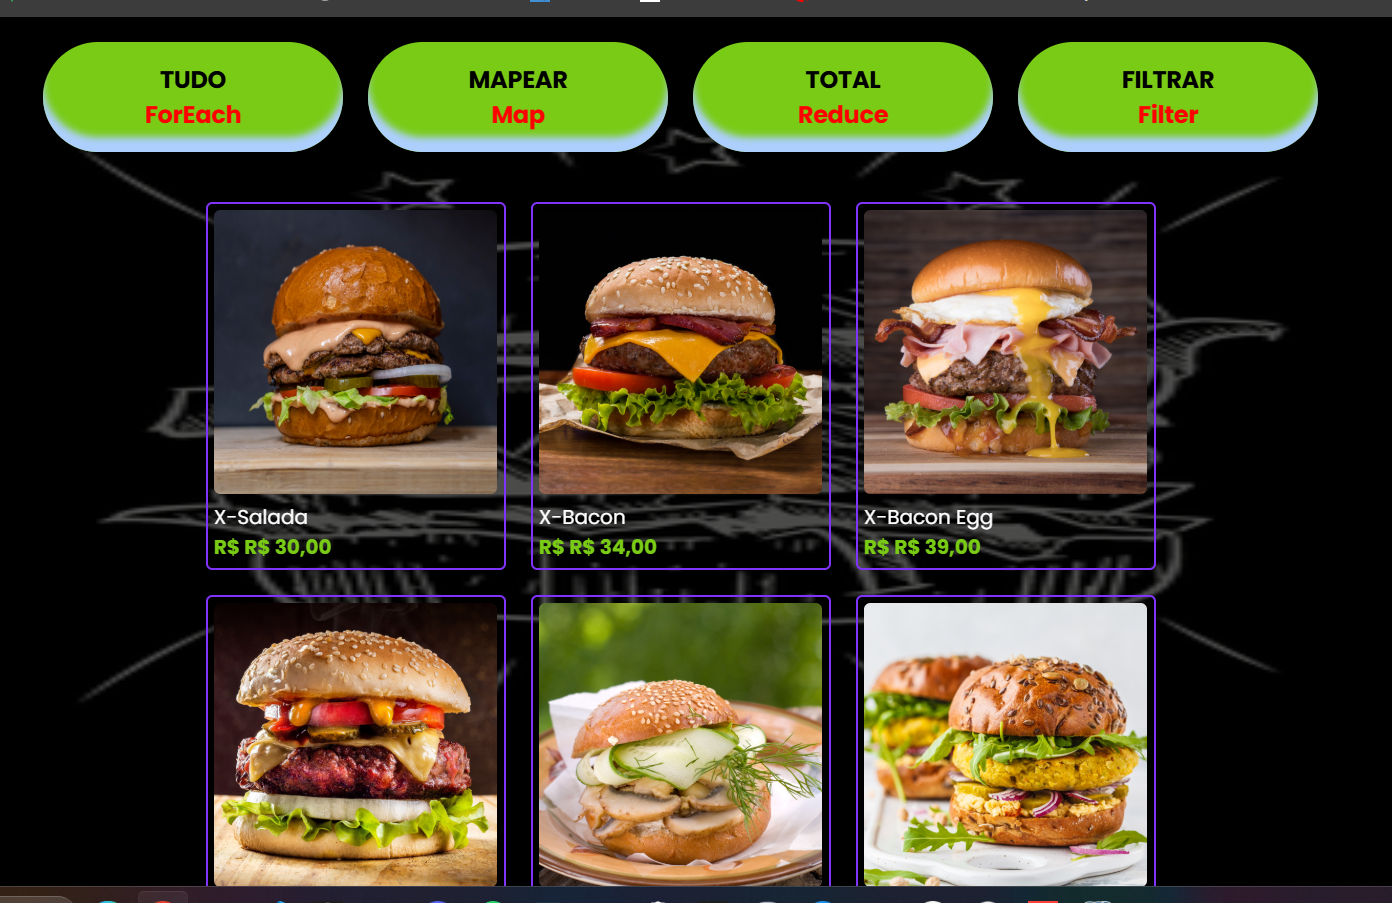 TUDO
ForEach
MAPEAR
Map
TOTAL
Reduce
FILTRAR
Filter
X-Salada
R$ R$ 30,00
X-Bacon
R$ R$ 34,00
X-Bacon Egg
R$ R$ 39,00